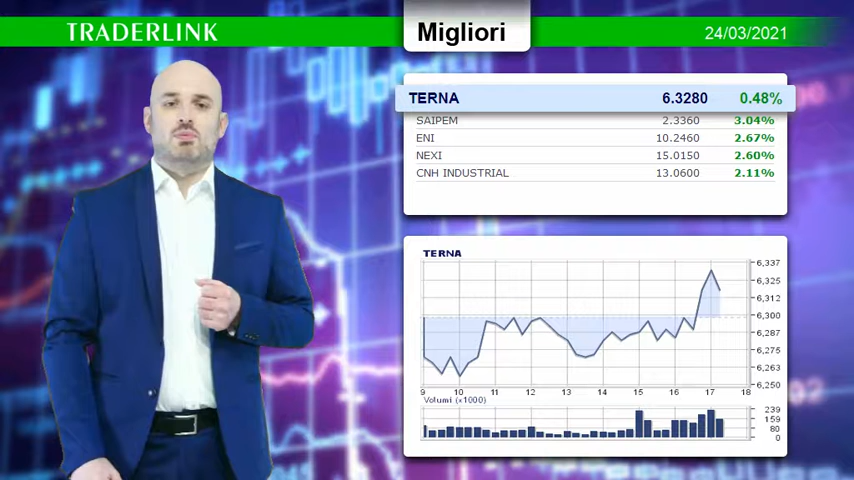 TRADERLINK
Migliori
24/03/2021
TERNA 6.3280 0.48%
SAIPEM 2.3360 3.04%
ENI 10.2460 2.67%
NEXI 15.0150 2.60%
CNH INDUSTRIAL 13.0600 2.11%
TERNA
6,337
6,325
6,312
6,300
6,287
6,275
6,263
6,250
9 10 11 12 13 14 15 16 17 18
Volumi (x1000)
239
159
80
0